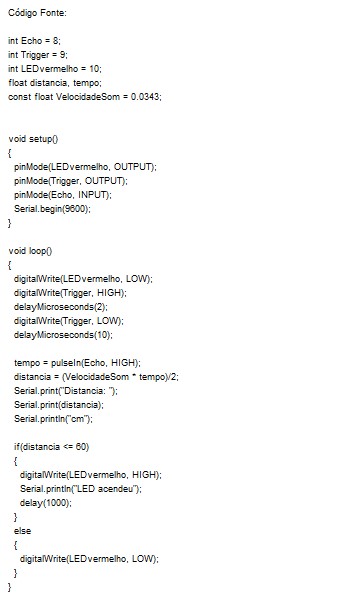 Código Fonte:

int Echo = 8;
int Trigger = 9;
int LEDvermelho = 10;
float distancia, tempo;
const float VelocidadeSom = 0.0343;

void setup()
{
pinMode(LEDvermelho, OUTPUT);
pinMode(Trigger, OUTPUT);
pinMode(Echo, INPUT);
Serial.begin(9600);
}

void loop()
{
digitalWrite(LEDvermelho, LOW);
digitalWrite(Trigger, HIGH);
delayMicroseconds(2);
digitalWrite(Trigger, LOW);
delayMicroseconds(10);

tempo = pulseIn(Echo, HIGH);
distancia = (VelocidadeSom * tempo)/2;
Serial.print("Distancia: ");
Serial.print(distancia);
Serial.println("cm");

if(distancia <= 60)
{
digitalWrite(LEDvermelho, HIGH);
Serial.println("LED acendeu");
delay(1000);
}
else
{
digitalWrite(LEDvermelho, LOW);
}
}